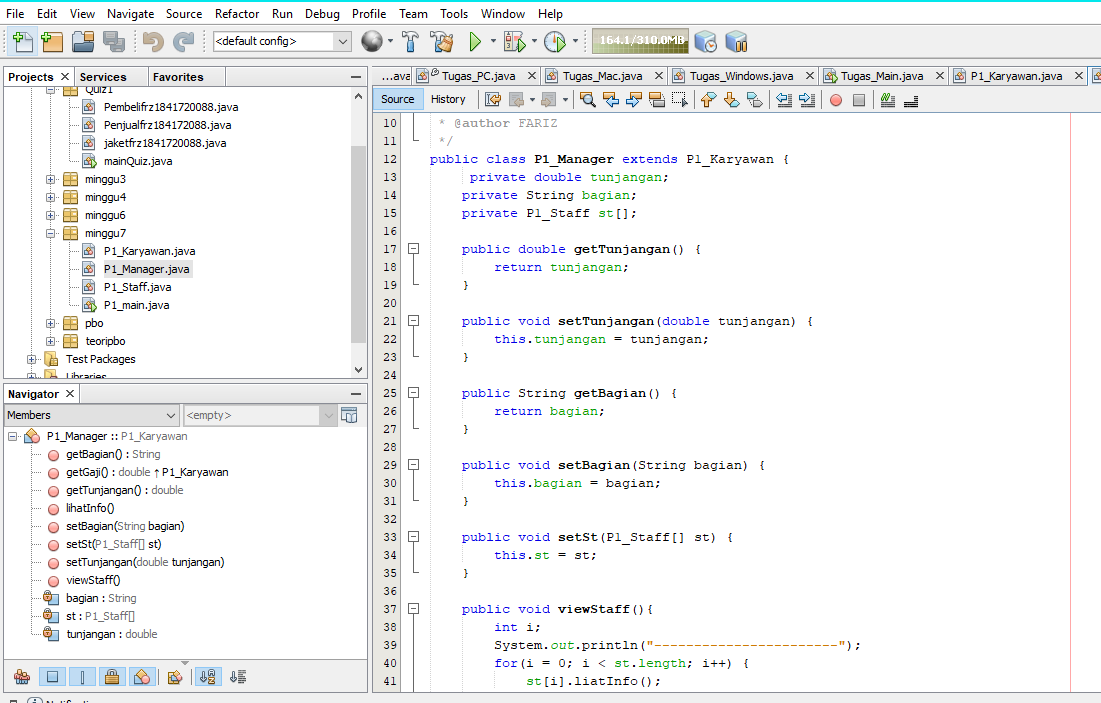 File Edit View Navigate Source Refactor Run Debug Profile Team Tools Window Help
<default config>
164.1/310.0MB
Projects Services Favorites
Quiz1
Pembelifrz1841720088.java
Penjualfrz184172088.java
jaketfrz1841720088.java
mainQuiz.java
minggu3
minggu4
minggu6
minggu7
P1_Karyawan.java
P1_Manager.java
P1_Staff.java
P1_main.java
pbo
teoripbo
Test Packages
Libraries
Navigator
Members
<empty>
P1_Manager :: P1_Karyawan
getBagian() : String
getGaji() : double ↑ P1_Karyawan
getTunjangan() : double
lihatInfo()
setBagian(String bagian)
setSt(P1_Staff[] st)
setTunjangan(double tunjangan)
viewStaff()
bagian : String
st : P1_Staff[]
tunjangan : double
...ava Tugas_PC.java Tugas_Mac.java Tugas_Windows.java Tugas_Main.java P1_Karyawan.java
Source History
10 * @author FARIZ
11 */
12 public class P1_Manager extends P1_Karyawan {
13 private double tunjangan;
14 private String bagian;
15 private P1_Staff st[];
16
17 public double getTunjangan() {
18 return tunjangan;
19 }
20
21 public void setTunjangan(double tunjangan) {
22 this.tunjangan = tunjangan;
23 }
24
25 public String getBagian() {
26 return bagian;
27 }
28
29 public void setBagian(String bagian) {
30 this.bagian = bagian;
31 }
32
33 public void setSt(P1_Staff[] st) {
34 this.st = st;
35 }
36
37 public void viewStaff(){
38 int i;
39 System.out.println("-----------------------");
40 for(i = 0; i < st.length; i++) {
41 st[i].liatInfo();